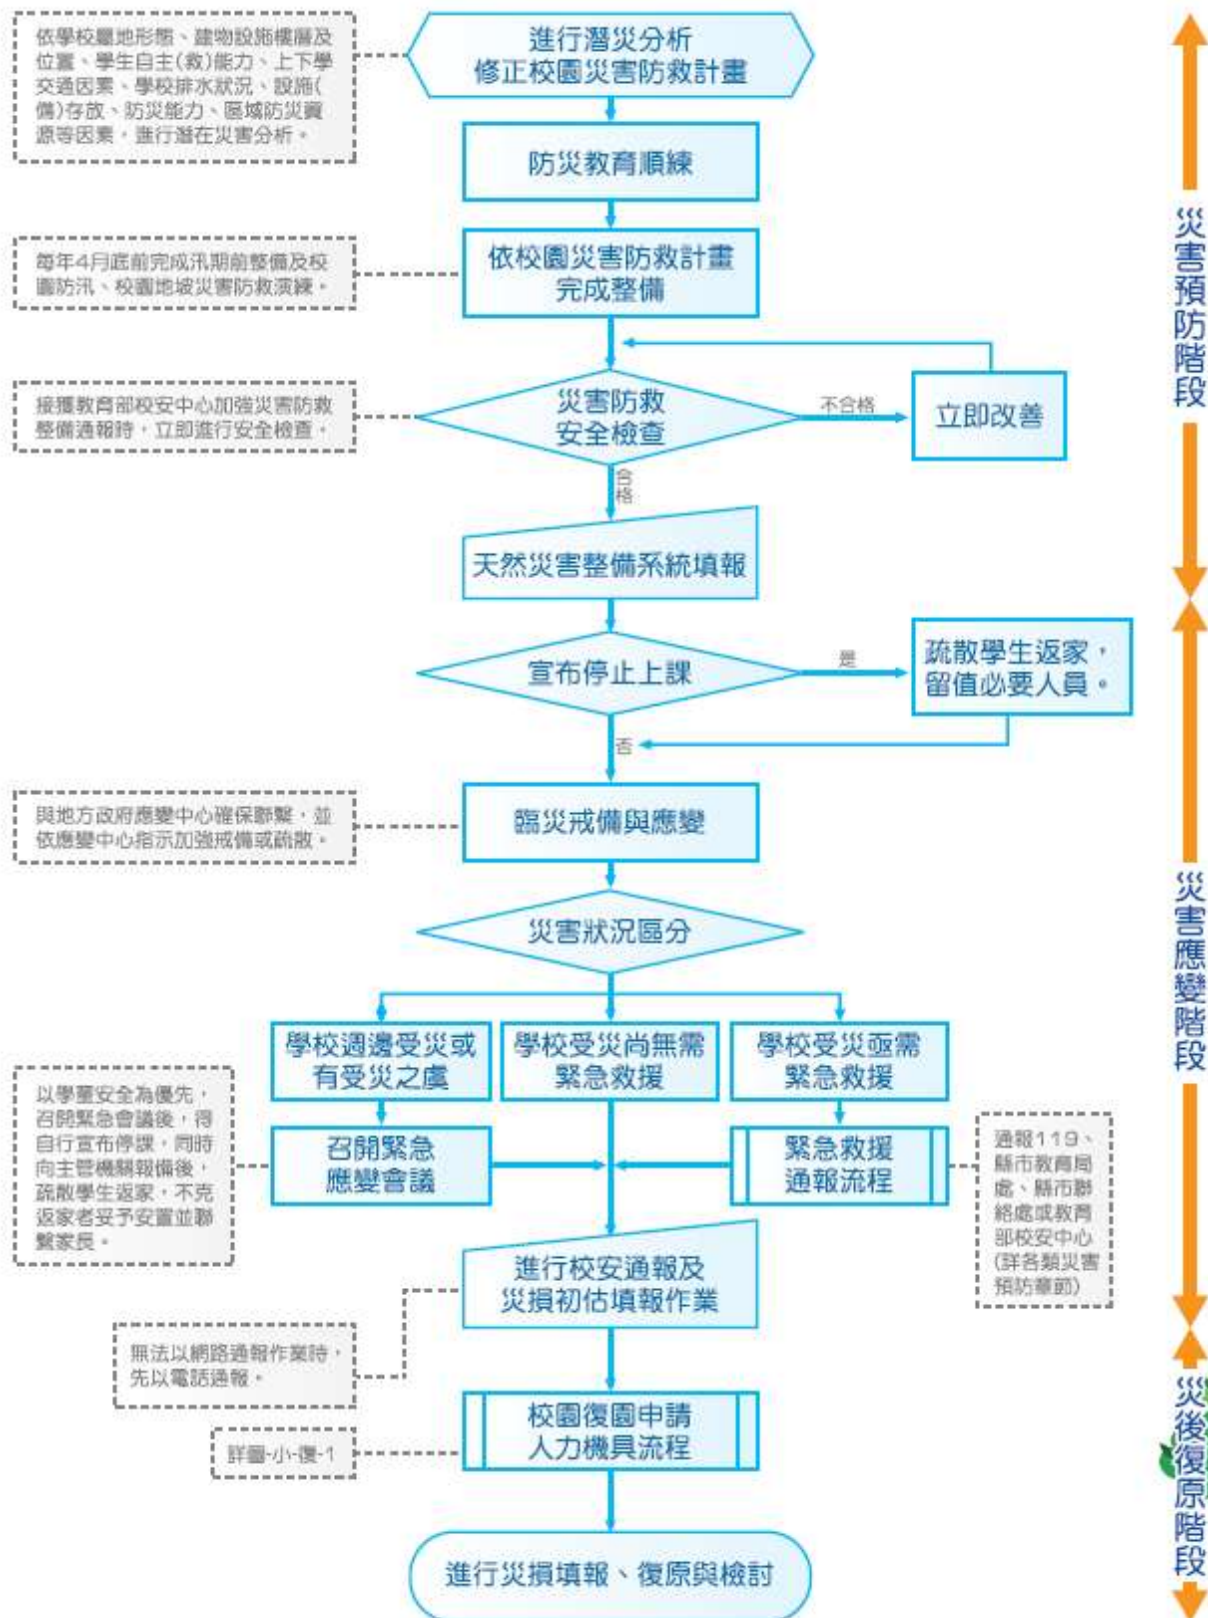 依學校屬地形態、建物設施樓層及
位置、學生自主(救)能力、上下學
交通因素、學校排水狀況、設施(
備)存放、防災能力、區域防災資
源等因素，進行潛在災害分析。
進行潛災分析
修正校園災害防救計畫
防災教育順練
每年4月底前完成汛期前整備及校
園防汛、校園地坡災害防救演練。
依校園災害防救計畫
完成整備
接獲教育部校安中心加強災害防救
整備通報時，立即進行安全檢查。
災害防救
安全檢查
不合格
立即改善
合格
天然災害整備系統填報
災害預防階段
宣布停止上課
是
疏散學生返家，
留值必要人員。
否
與地方政府應變中心確保聯繫，並
依應變中心指示加強戒備或疏散。
臨災戒備與應變
災害狀況區分
學校週邊受災或
有受災之虞
學校受災尚無需
緊急救援
學校受災亟需
緊急救援
以學童安全為優先，
召開緊急會議後，得
自行宣布停課，同時
向主管機關報備後，
疏散學生返家，不克
返家者妥予安置並聯
繫家長。
召開緊急
應變會議
緊急救援
通報流程
通報119、
縣市教育局
處、縣市聯
絡處或教育
部校安中心
(詳各類災害
預防章節)
災害應變階段
進行校安通報及
災損初估填報作業
無法以網路通報作業時，
先以電話通報。
校園復園申請
人力機具流程
詳圖-小-復-1
進行災損填報、復原與檢討
災後復原階段